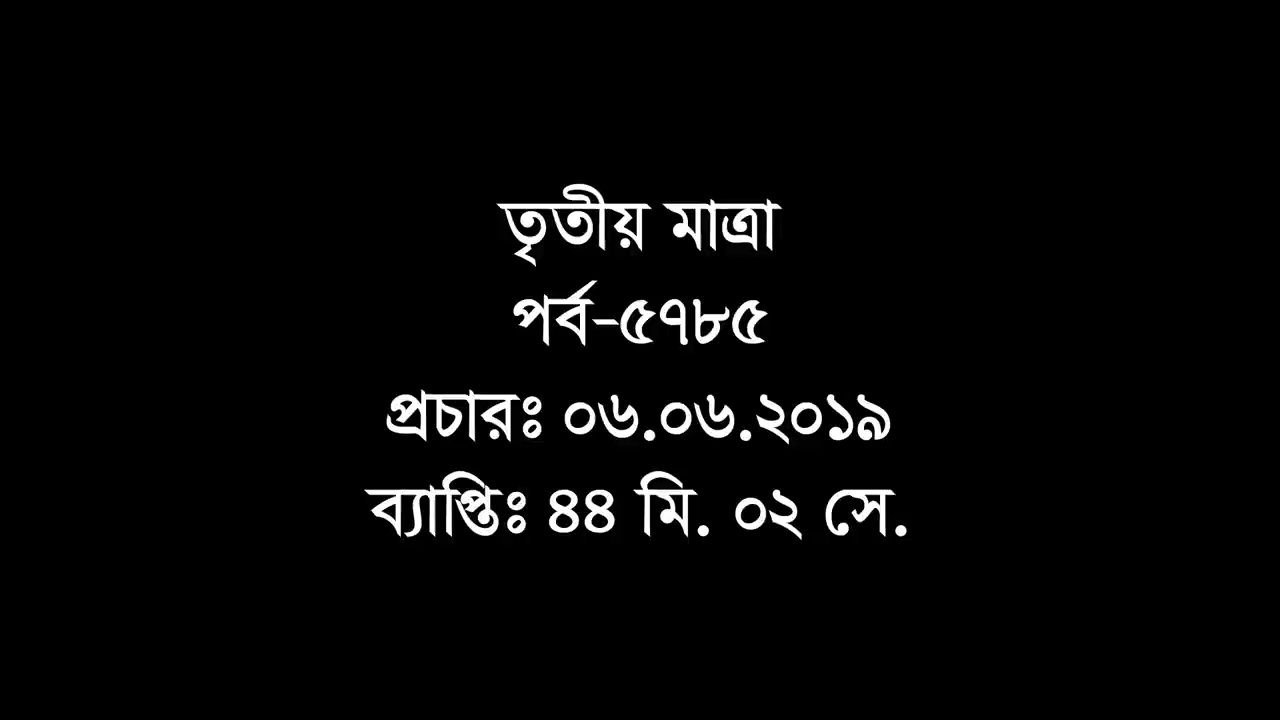 তৃতীয় মাত্রা
পর্ব-৫৭৮৫
প্রচারঃ ০৬.০৬.২০১৯
ব্যাপ্তিঃ ৪৪ মি. ০২ সে.